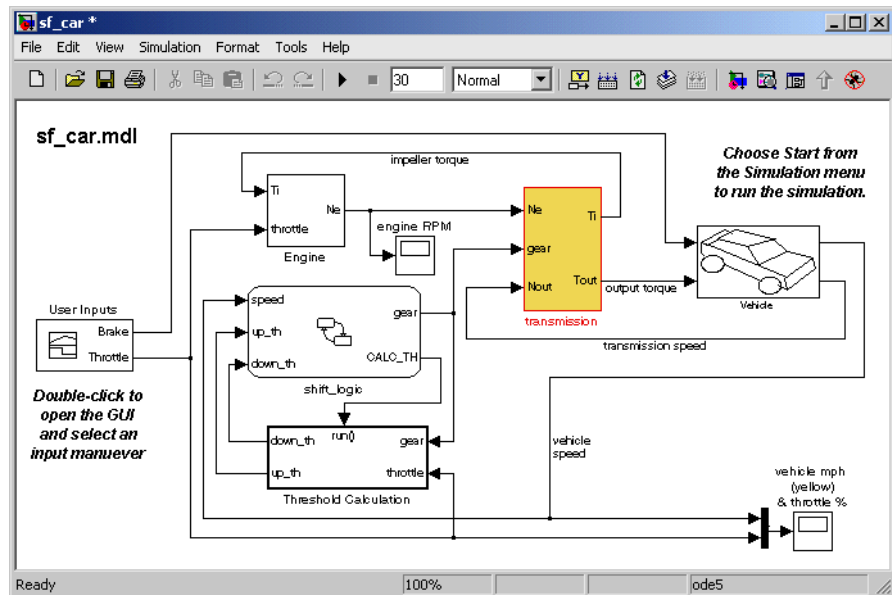 sf_car *
File Edit View Simulation Format Tools Help
30
Normal
sf_car.mdl
impeller torque
Choose Start from
the Simulation menu
to run the simulation.
Ti
throttle
Ne
Engine
engine RPM
Ne
gear
Nout
Ti
Tout
transmission
output torque
Vehicle
transmission speed
User Inputs
Brake
Throttle
Double-click to
open the GUI
and select an
input manuever
speed
up_th
down_th
gear
CALC_TH
shift_logic
run()
down_th
up_th
gear
throttle
Threshold Calculation
vehicle
speed
vehicle mph
(yellow)
& throttle %
Ready
100%
ode5